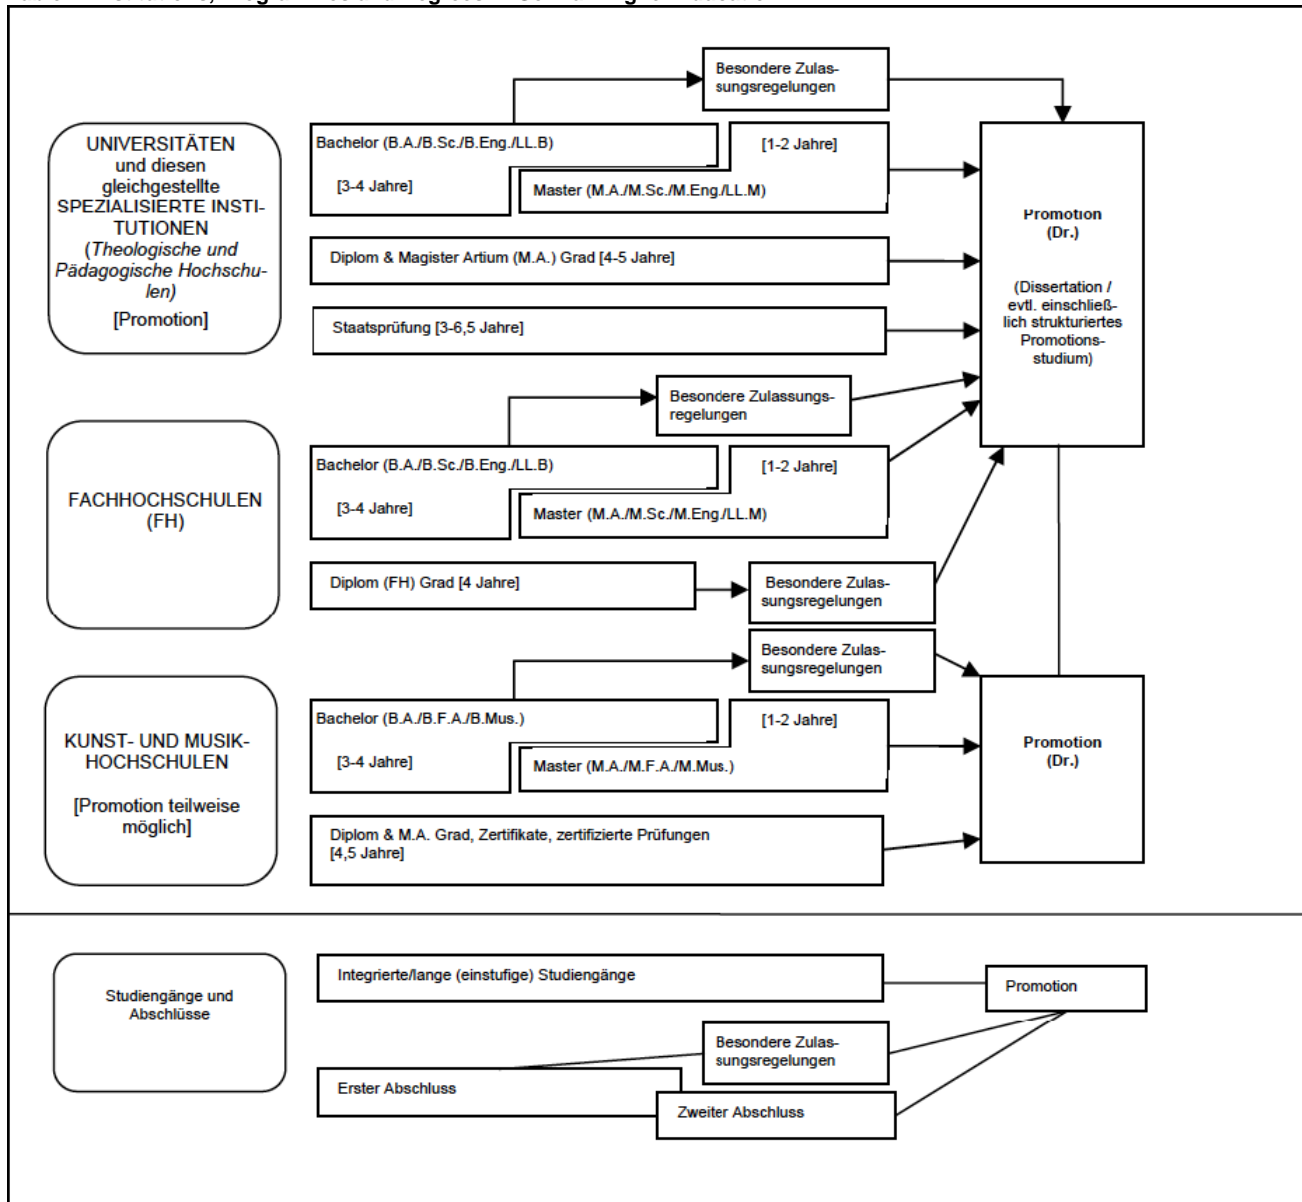 Besondere Zulas-
sungsregelungen
UNIVERSITÄTEN
und diesen
gleichgestellte
SPEZIALISIERTE INSTI-
TUTIONEN
(Theologische und
Pädagogische Hochschu-
len)
[Promotion]
Bachelor (B.A./B.Sc./B.Eng./LL.B)
[3-4 Jahre]
[1-2 Jahre]
Master (M.A./M.Sc./M.Eng./LL.M)
Diplom & Magister Artium (M.A.) Grad [4-5 Jahre]
Staatsprüfung [3-6,5 Jahre]
Promotion
(Dr.)
(Dissertation /
evtl. einschließ-
lich strukturiertes
Promotions-
studium)
Besondere Zulassungs-
regelungen
FACHHOCHSCHULEN
(FH)
Bachelor (B.A./B.Sc./B.Eng./LL.B)
[3-4 Jahre]
[1-2 Jahre]
Master (M.A./M.Sc./M.Eng./LL.M)
Diplom (FH) Grad [4 Jahre]
Besondere Zulas-
sungsregelungen
Besondere Zulas-
sungsregelungen
KUNST- UND MUSIK-
HOCHSCHULEN
[Promotion teilweise
möglich]
Bachelor (B.A./B.F.A./B.Mus.)
[3-4 Jahre]
[1-2 Jahre]
Master (M.A./M.F.A./M.Mus.)
Diplom & M.A. Grad, Zertifikate, zertifizierte Prüfungen
[4,5 Jahre]
Promotion
(Dr.)
Studiengänge und
Abschlüsse
Integrierte/lange (einstufige) Studiengänge
Promotion
Besondere Zulas-
sungsregelungen
Erster Abschluss
Zweiter Abschluss